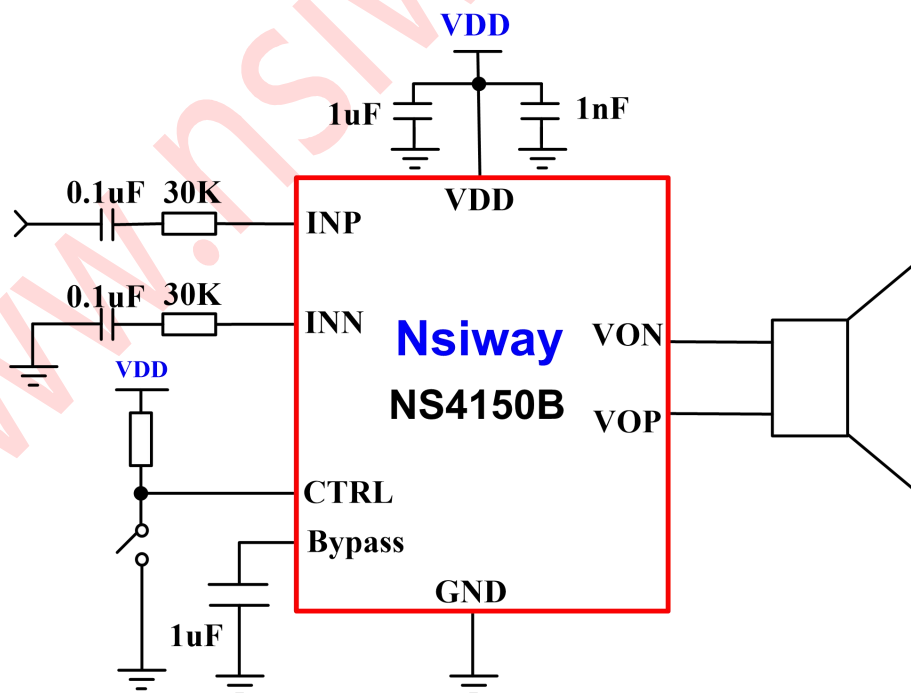 VDD
1uF
1nF
VDD
0.1uF 30K
INP
0.1uF 30K
INN
Nsiway
NS4150B
VON
VOP
VDD
CTRL
Bypass
1uF
GND